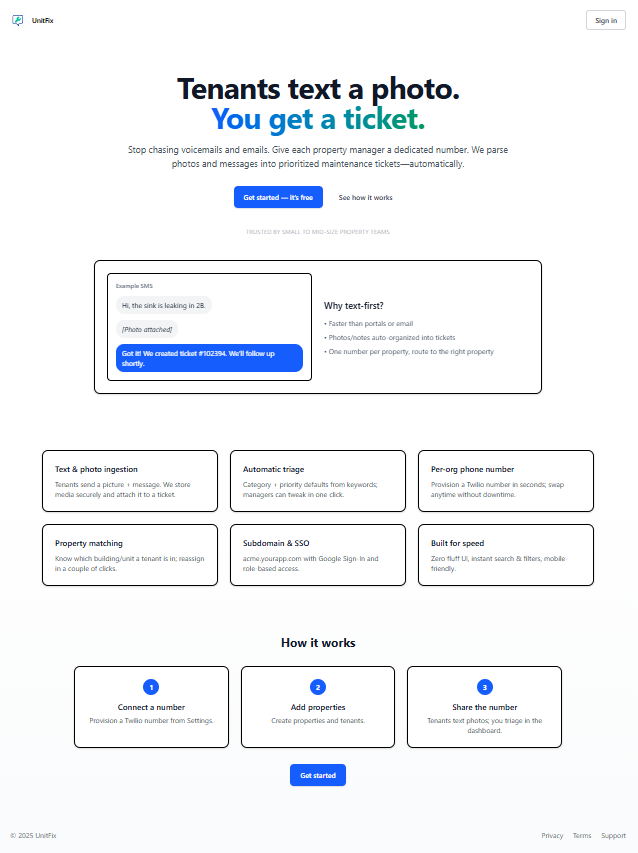 UnitFix
Sign in
Tenants text a photo.
You get a ticket.
Stop chasing voicemails and emails. Give each property manager a dedicated number. We parse
photos and messages into prioritized maintenance tickets—automatically.
Get started — it's free
See how it works
TRUSTED BY SMALL TO MID-SIZE PROPERTY TEAMS
Example SMS
Hi, the sink is leaking in 2B.
[Photo attached]
Got it! We created ticket #102394. We'll follow up
shortly.
Why text-first?
• Faster than portals or email
• Photos/notes auto-organized into tickets
• One number per property, route to the right property
Text & photo ingestion
Tenants send a picture + message. We store
media securely and attach it to a ticket.
Automatic triage
Category + priority defaults from keywords;
managers can tweak in one click.
Per-org phone number
Provision a Twilio number in seconds; swap
anytime without downtime.
Property matching
Know which building/unit a tenant is in; reassign
in a couple of clicks.
Subdomain & SSO
acme.yourapp.com with Google Sign-In and
role-based access.
Built for speed
Zero fluff UI, instant search & filters, mobile-
friendly.
How it works
1
Connect a number
Provision a Twilio number from Settings.
2
Add properties
Create properties and tenants.
3
Share the number
Tenants text photos; you triage in the
dashboard.
Get started
© 2025 UnitFix
Privacy
Terms
Support